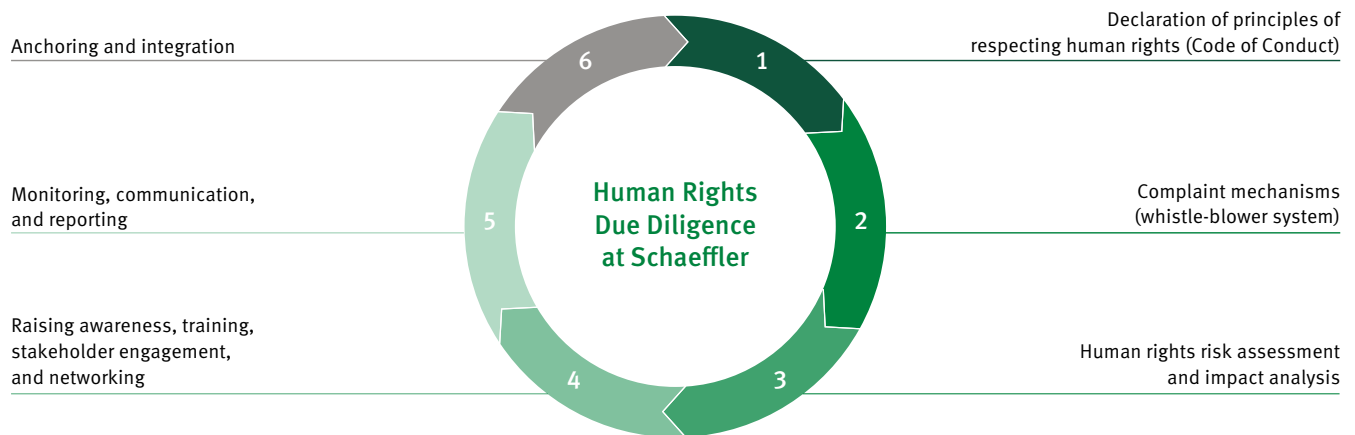 Declaration of principles of
respecting human rights (Code of Conduct)
1
Complaint mechanisms
(whistle-blower system)
2
Human rights risk assessment
and impact analysis
3
Raising awareness, training,
stakeholder engagement,
and networking
4
Monitoring, communication,
and reporting
5
Anchoring and integration
6
Human Rights
Due Diligence
at Schaeffler